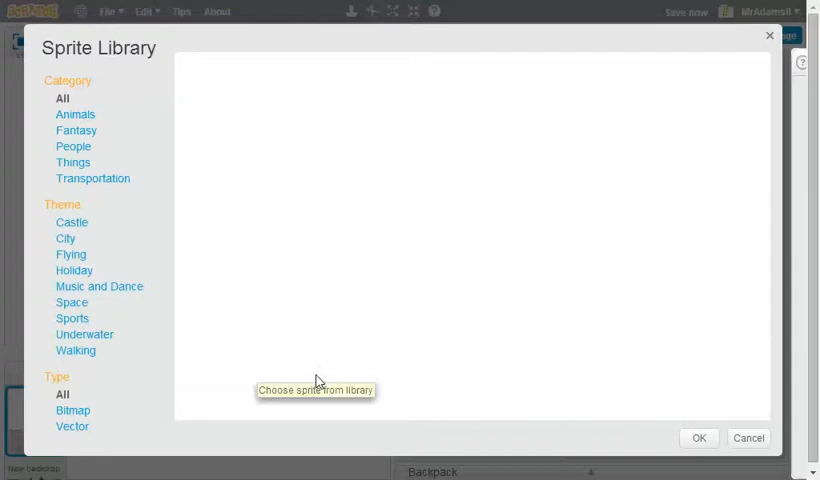 SCRATCH File Edit Tips About Save now MrAdamsll
Sprite Library
Category
All
Animals
Fantasy
People
Things
Transportation
Theme
Castle
City
Flying
Holiday
Music and Dance
Space
Sports
Underwater
Walking
Type
All
Choose sprite from library
Bitmap
Vector
OK Cancel
New backdrop
Backpack